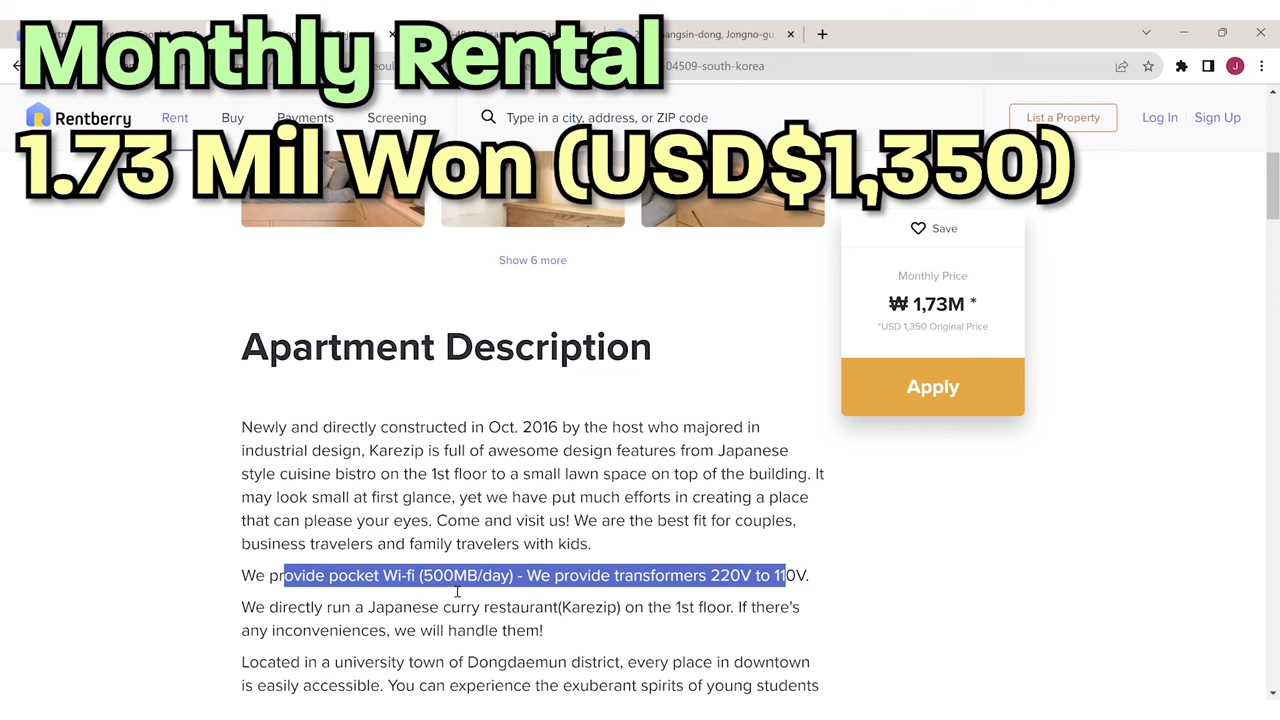 Monthly Rental
1.73 Mil Won (USD$1,350)
angsin-dong, Jongno-gu
04509-south-korea
J
Rentberry
Rent
Buy
Payments
Screening
Type in a city, address, or ZIP code
List a Property
Log In
Sign Up
Show 6 more
Save
Monthly Price
₩ 1,73M *
*USD 1,350 Original Price
Apply
Apartment Description
Newly and directly constructed in Oct. 2016 by the host who majored in
industrial design, Karezip is full of awesome design features from Japanese
style cuisine bistro on the 1st floor to a small lawn space on top of the building. It
may look small at first glance, yet we have put much efforts in creating a place
that can please your eyes. Come and visit us! We are the best fit for couples,
business travelers and family travelers with kids.
We provide pocket Wi-fi (500MB/day) - We provide transformers 220V to 110V.
We directly run a Japanese curry restaurant(Karezip) on the 1st floor. If there's
any inconveniences, we will handle them!
Located in a university town of Dongdaemun district, every place in downtown
is easily accessible. You can experience the exuberant spirits of young students